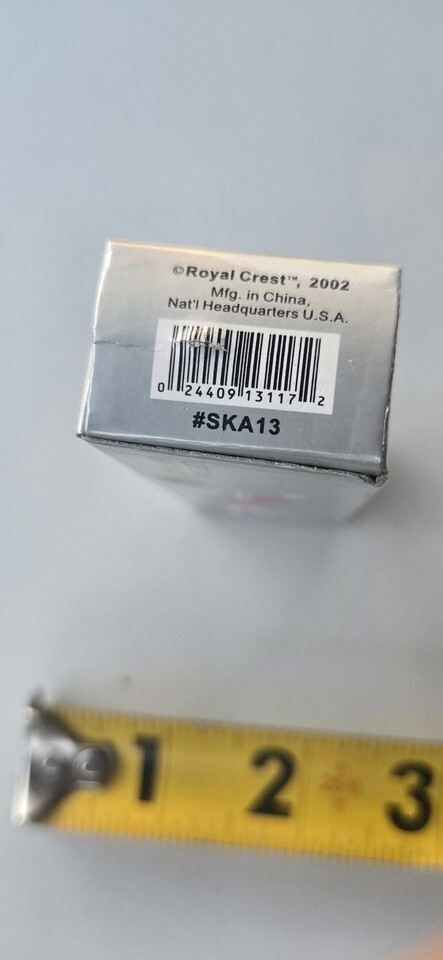 ©Royal Crest™, 2002
Mfg. in China,
Nat'l Headquarters U.S.A.
0 24409 13117 2
#SKA13
1 2 3